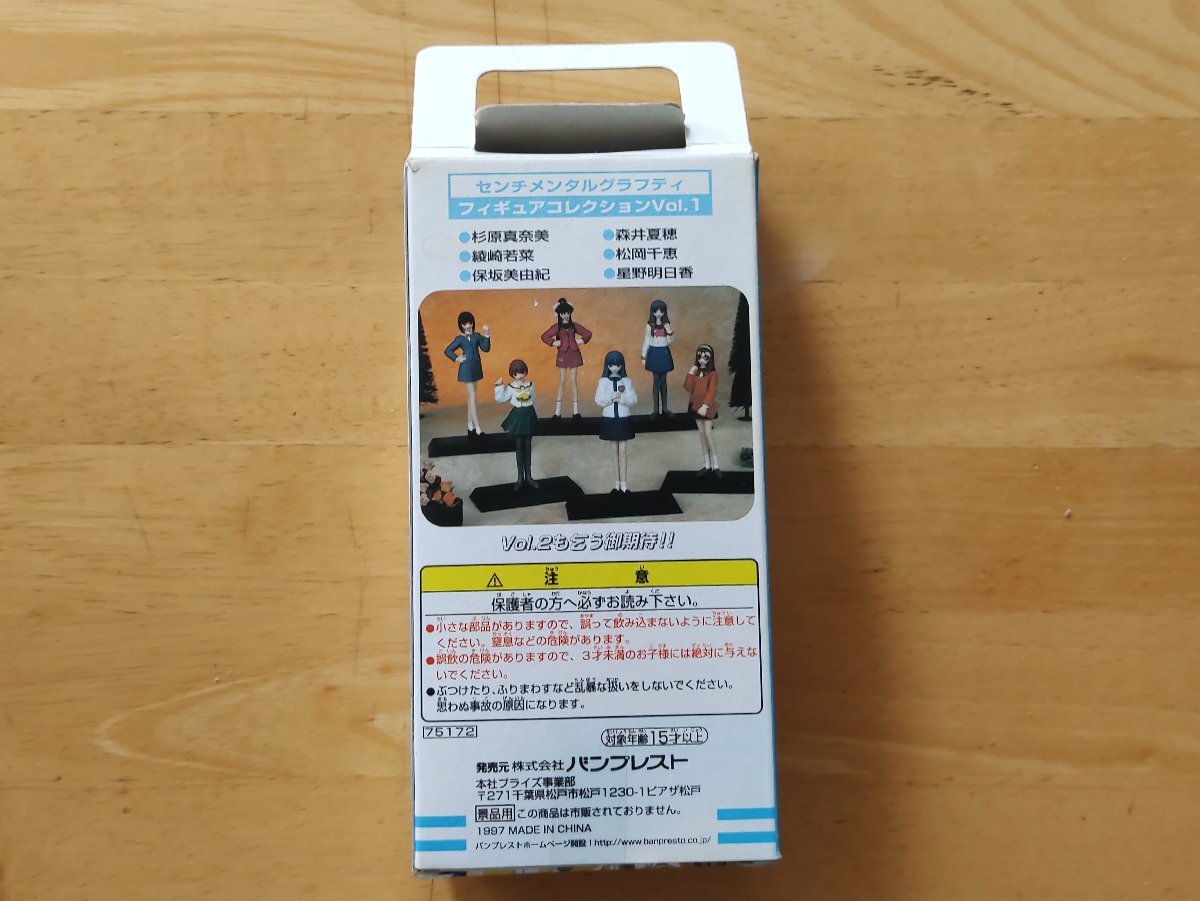 センチメンタルグラフティ
フィギュアコレクションVol.1
●杉原真奈美 ●森井夏穂
●綾崎若菜 ●松岡千恵
●保坂美由紀 ●星野明日香
Vol.2も乞う御期待!!
⚠注意
保護者の方へ必ずお読み下さい。
●小さな部品がありますので、誤って飲み込まないように注意して
ください。窒息などの危険があります。
●誤飲の危険がありますので、3才未満のお子様には絶対に与えな
いでください。
●ぶつけたり、ふりまわすなど乱暴な扱いをしないでください。
思わぬ事故の原因になります。
75172
対象年齢15才以上
発売元 株式会社 バンプレスト
本社プライズ事業部
〒271千葉県松戸市松戸1230-1ピアザ松戸
景品用 この商品は市販されておりません。
1997 MADE IN CHINA
バンプレストホームページ開設!http://www.banpresto.co.jp/